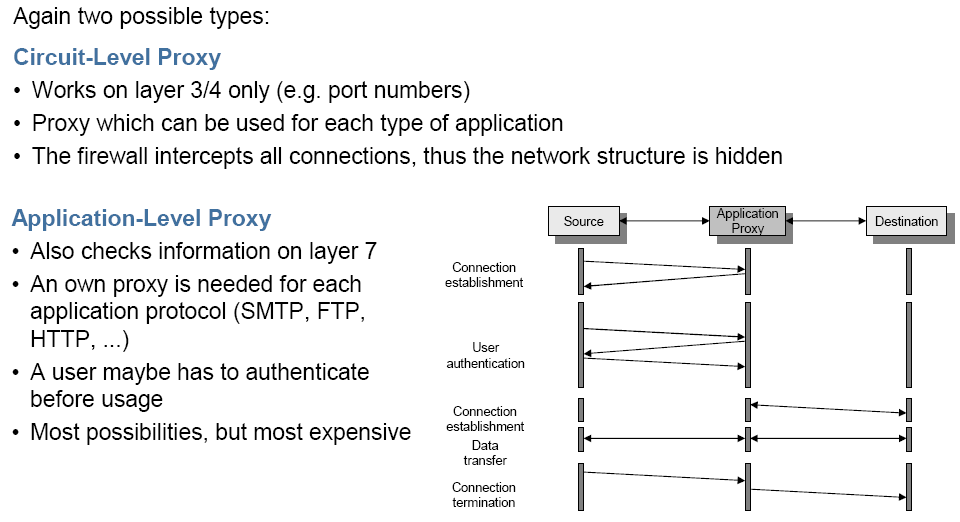 Again two possible types:
Circuit-Level Proxy
• Works on layer 3/4 only (e.g. port numbers)
• Proxy which can be used for each type of application
• The firewall intercepts all connections, thus the network structure is hidden
Application-Level Proxy
• Also checks information on layer 7
• An own proxy is needed for each
application protocol (SMTP, FTP,
HTTP, ...)
• A user maybe has to authenticate
before usage
• Most possibilities, but most expensive
Source
Application
Proxy
Destination
Connection
establishment
User
authentication
Connection
establishment
Data
transfer
Connection
termination